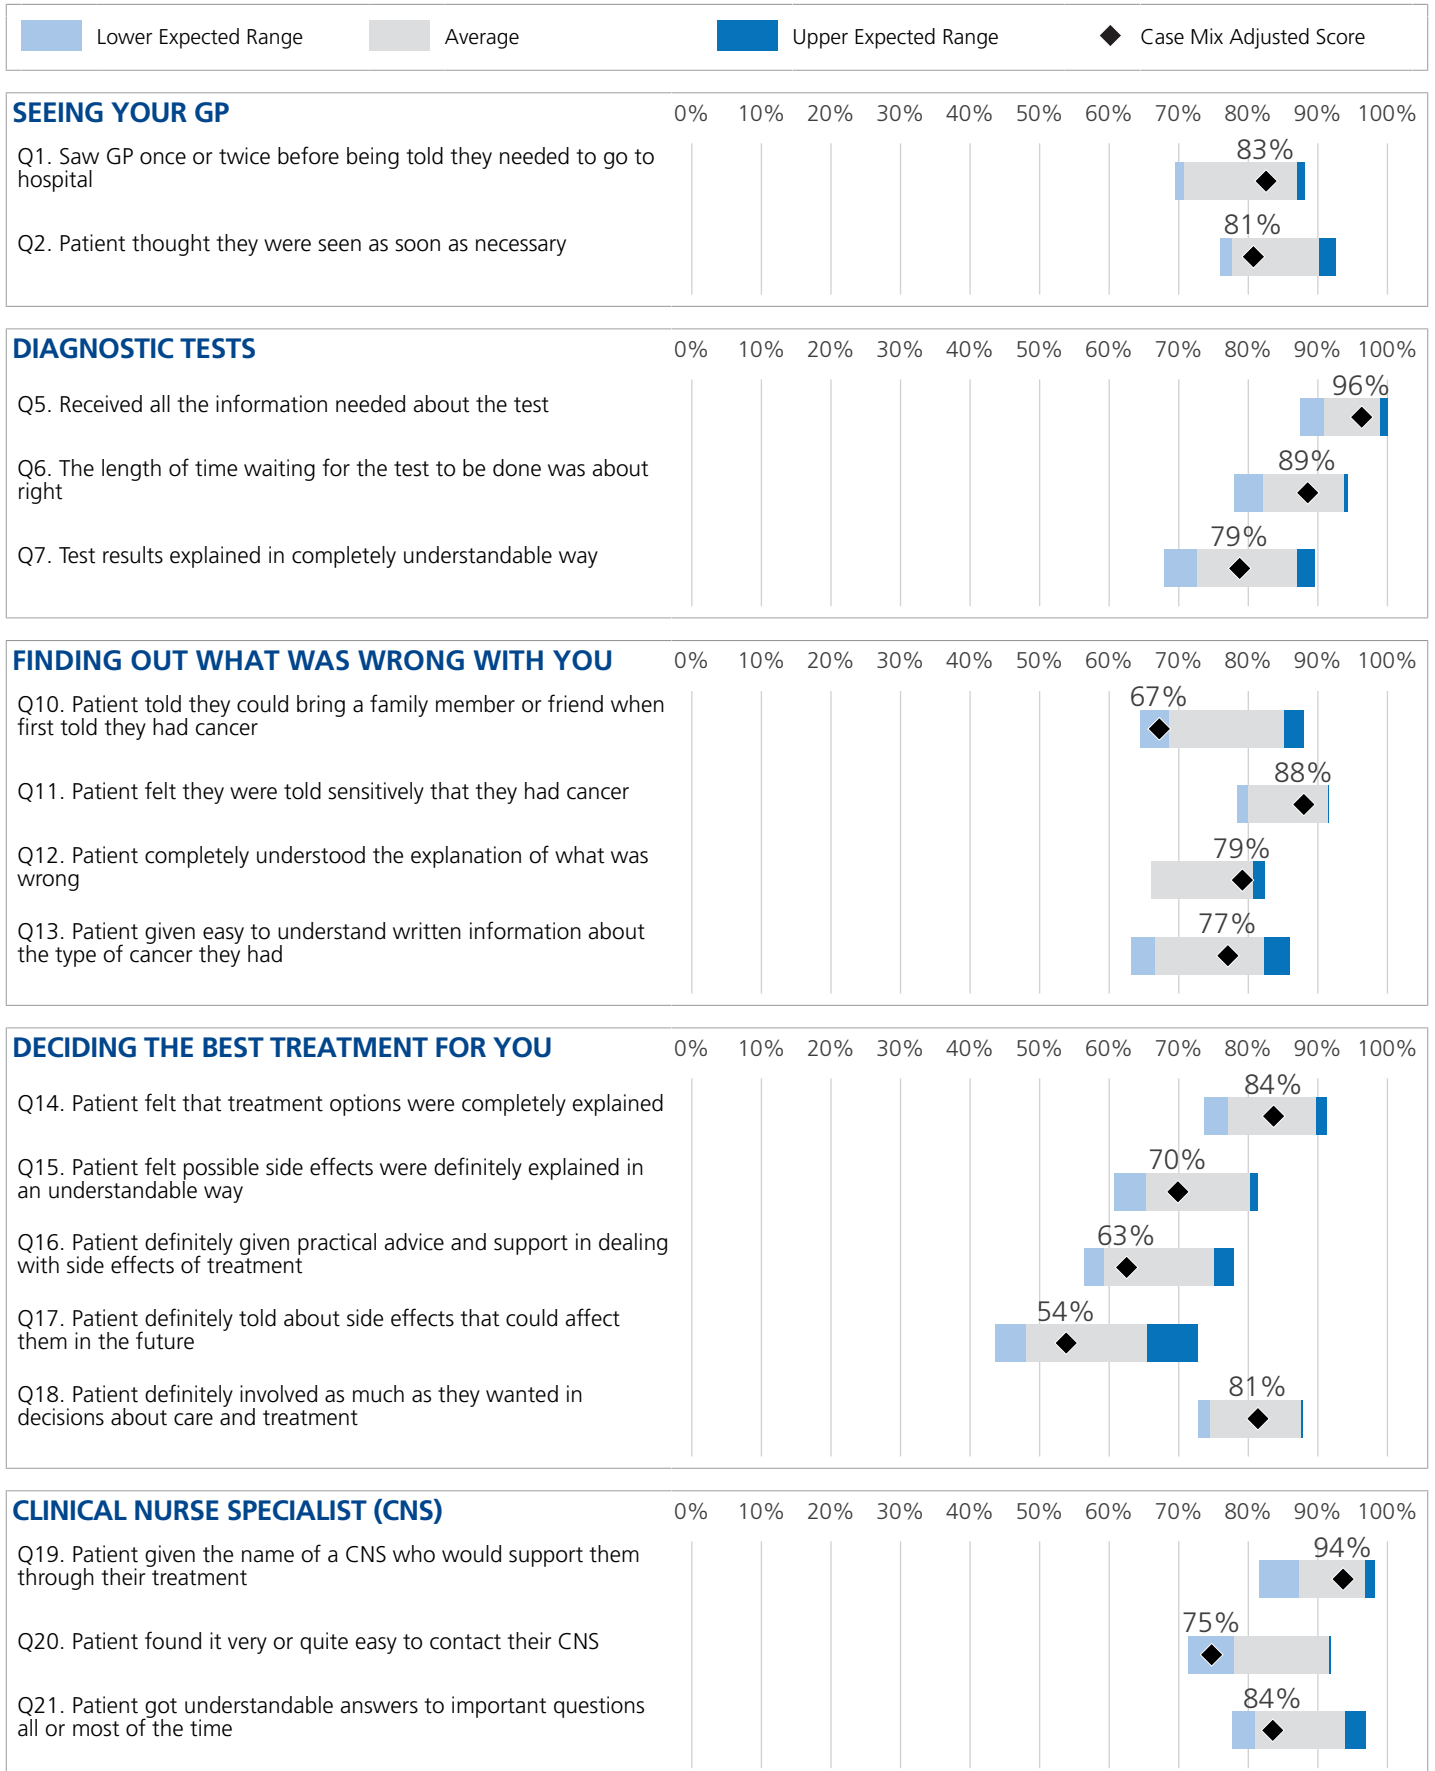 Lower Expected Range Average Upper Expected Range Case Mix Adjusted Score
SEEING YOUR GP 0% 10% 20% 30% 40% 50% 60% 70% 80% 90% 100%
Q1. Saw GP once or twice before being told they needed to go to
hospital
83%
Q2. Patient thought they were seen as soon as necessary
81%
DIAGNOSTIC TESTS 0% 10% 20% 30% 40% 50% 60% 70% 80% 90% 100%
Q5. Received all the information needed about the test
96%
Q6. The length of time waiting for the test to be done was about
right
89%
Q7. Test results explained in completely understandable way
79%
FINDING OUT WHAT WAS WRONG WITH YOU 0% 10% 20% 30% 40% 50% 60% 70% 80% 90% 100%
Q10. Patient told they could bring a family member or friend when
first told they had cancer
67%
Q11. Patient felt they were told sensitively that they had cancer
88%
Q12. Patient completely understood the explanation of what was
wrong
79%
Q13. Patient given easy to understand written information about
the type of cancer they had
77%
DECIDING THE BEST TREATMENT FOR YOU 0% 10% 20% 30% 40% 50% 60% 70% 80% 90% 100%
Q14. Patient felt that treatment options were completely explained
84%
Q15. Patient felt possible side effects were definitely explained in
an understandable way
70%
Q16. Patient definitely given practical advice and support in dealing
with side effects of treatment
63%
Q17. Patient definitely told about side effects that could affect
them in the future
54%
Q18. Patient definitely involved as much as they wanted in
decisions about care and treatment
81%
CLINICAL NURSE SPECIALIST (CNS) 0% 10% 20% 30% 40% 50% 60% 70% 80% 90% 100%
Q19. Patient given the name of a CNS who would support them
through their treatment
94%
Q20. Patient found it very or quite easy to contact their CNS
75%
Q21. Patient got understandable answers to important questions
all or most of the time
84%